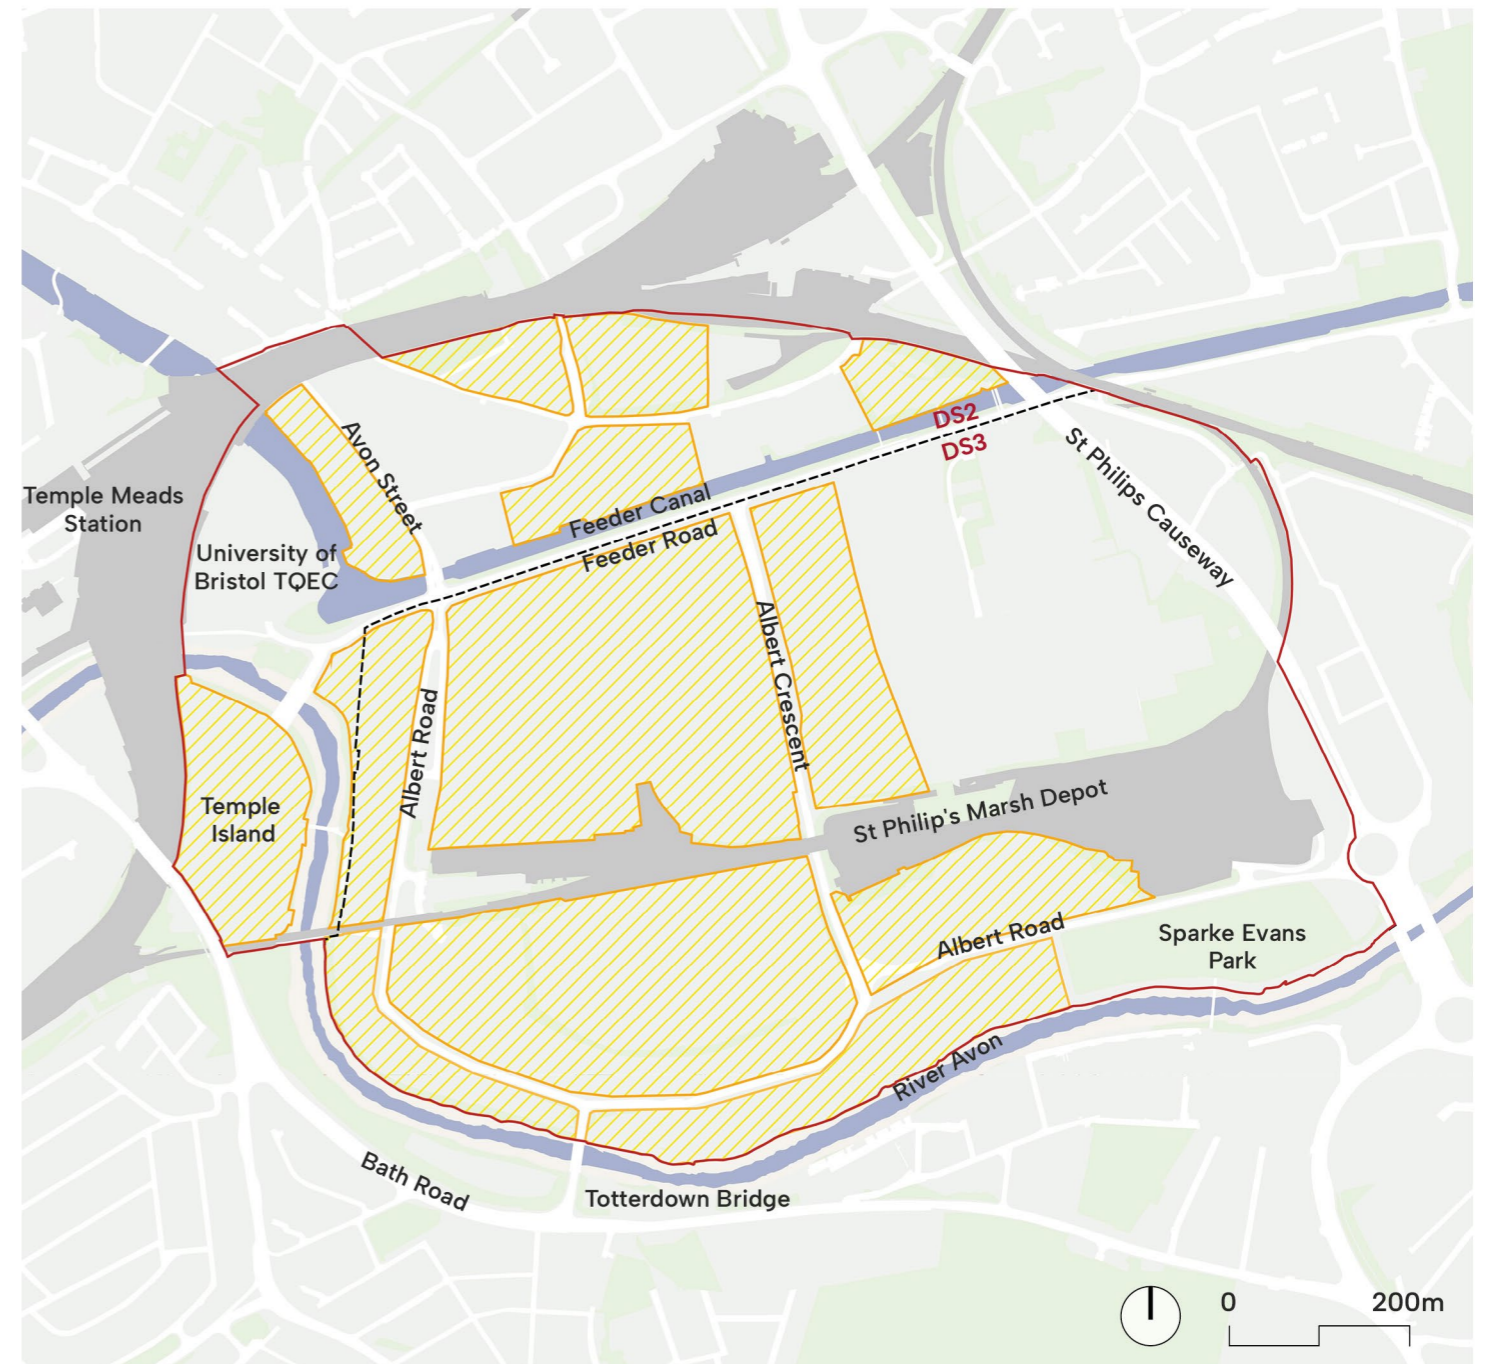 DS2
DS3
Avon Street
St Philips Causeway
Temple Meads
Station
Feeder Canal
Feeder Road
University of
Bristol TQEC
Albert Crescent
Albert Road
Temple
Island
St Philip's Marsh Depot
Albert Road
Sparke Evans
Park
River Avon
Bath Road
Totterdown Bridge
0 200m